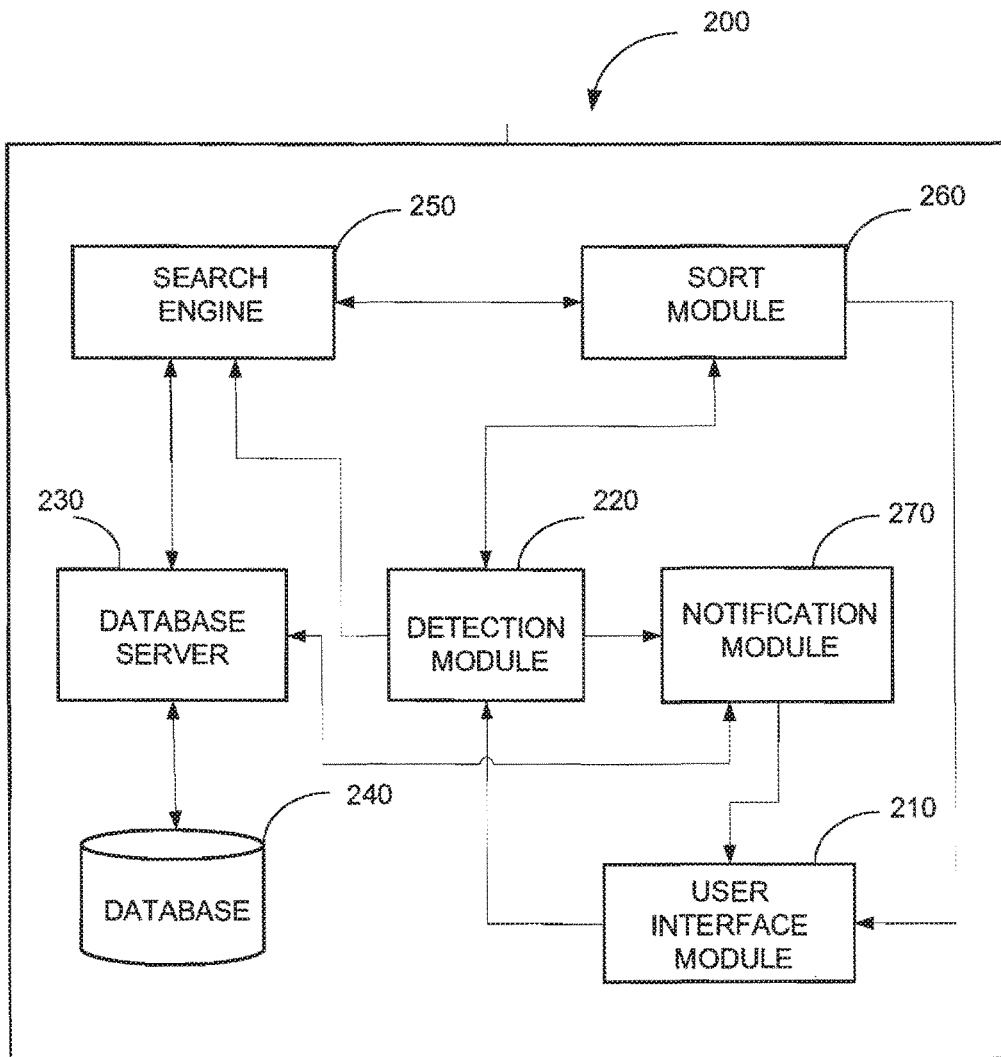 200
250
SEARCH
ENGINE
260
SORT
MODULE
230
DATABASE
SERVER
220
DETECTION
MODULE
270
NOTIFICATION
MODULE
240
DATABASE
210
USER
INTERFACE
MODULE